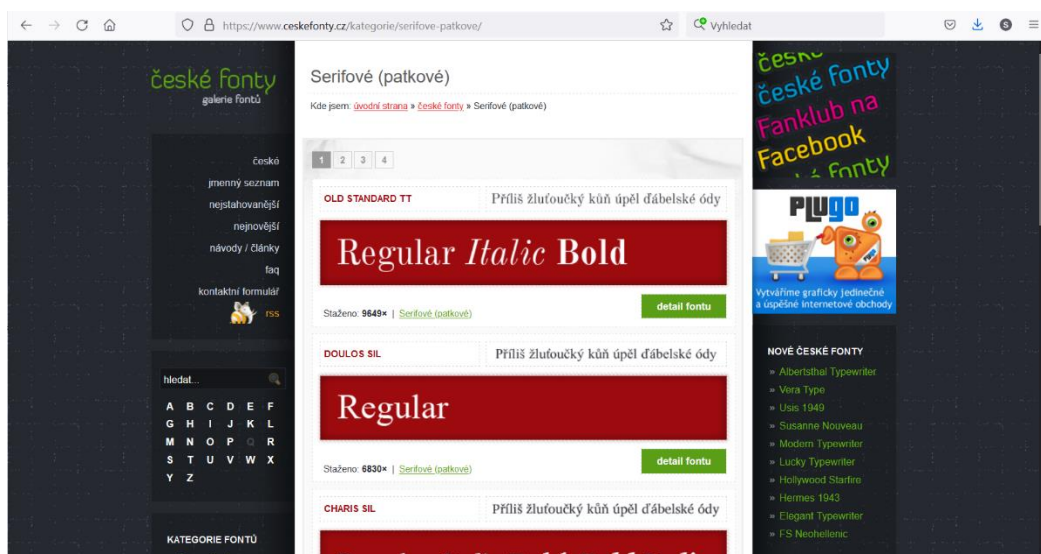 https://www.ceskefonty.cz/kategorie/serifove-patkove/
Vyhledat
S
české fonty
galerie fontů
české
jmenný seznam
nejstahovanější
nejnovější
návody / články
faq
kontaktní formulář
rss
hledat...
A B C D E F
G H I J K L
M N O P Q R
S T U V W X
Y Z
KATEGORIE FONTŮ
Serifové (patkové)
Kde jsem: úvodní strana » české fonty » Serifové (patkové)
1 2 3 4
OLD STANDARD TT
Příliš žluťoučký kůň úpěl ďábelské ódy
Regular Italic Bold
Staženo: 9649× | Serifové (patkové)
detail fontu
DOULOS SIL
Příliš žluťoučký kůň úpěl ďábelské ódy
Regular
Staženo: 6830× | Serifové (patkové)
detail fontu
CHARIS SIL
Příliš žluťoučký kůň úpěl ďábelské ódy
české fonty
Fanklub na
Facebook
fonty
PLUGO
Vytváříme graficky jedinečné
a úspěšné internetové obchody
NOVÉ ČESKÉ FONTY
» Albertsthal Typewriter
» Vera Type
» Usis 1949
» Susanne Nouveau
» Modern Typewriter
» Lucky Typewriter
» Hollywood Starfire
» Hermes 1943
» Elegant Typewriter
» FS Neohellenic